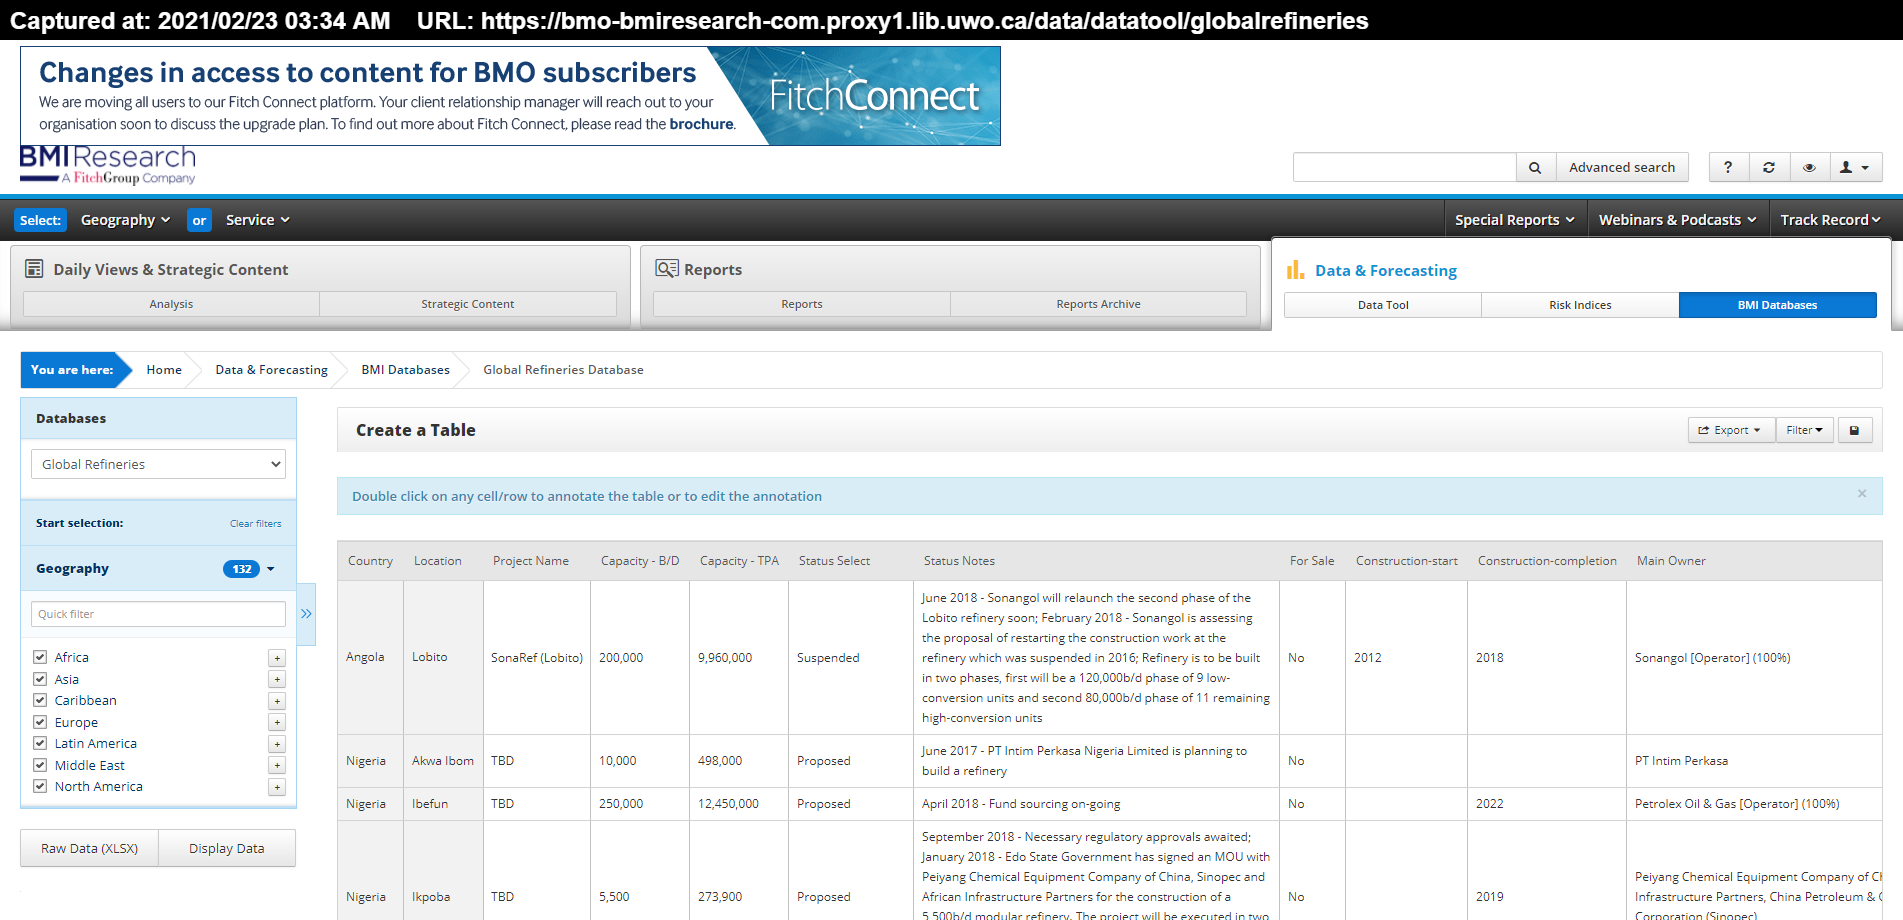 Captured at: 2021/02/23 03:34 AM    URL: https://bmo-bmiresearch-com.proxy1.lib.uwo.ca/data/datatool/globalrefineries
Changes in access to content for BMO subscribers
We are moving all users to our Fitch Connect platform. Your client relationship manager will reach out to your
organisation soon to discuss the upgrade plan. To find out more about Fitch Connect, please read the brochure.
FitchConnect
BMIResearch
A FitchGroup Company
Advanced search
?
Select: Geography or Service
Special Reports Webinars & Podcasts Track Record
Daily Views & Strategic Content
Analysis Strategic Content
Reports
Reports Reports Archive
Data & Forecasting
Data Tool Risk Indices BMI Databases
You are here: Home Data & Forecasting BMI Databases Global Refineries Database
Databases
Global Refineries
Start selection: Clear filters
Geography 132
Quick filter
Africa +
Asia +
Caribbean +
Europe +
Latin America +
Middle East +
North America +
Raw Data (XLSX) Display Data
»
Create a Table
Export Filter
Double click on any cell/row to annotate the table or to edit the annotation ×
Country Location Project Name Capacity - B/D Capacity - TPA Status Select Status Notes For Sale Construction-start Construction-completion Main Owner
Angola Lobito SonaRef (Lobito) 200,000 9,960,000 Suspended
June 2018 - Sonangol will relaunch the second phase of the
Lobito refinery soon; February 2018 - Sonangol is assessing
the proposal of restarting the construction work at the
refinery which was suspended in 2016; Refinery is to be built
in two phases, first will be a 120,000b/d phase of 9 low-
conversion units and second 80,000b/d phase of 11 remaining
high-conversion units
No 2012 2018 Sonangol [Operator] (100%)
Nigeria Akwa Ibom TBD 10,000 498,000 Proposed
June 2017 - PT Intim Perkasa Nigeria Limited is planning to
build a refinery
No PT Intim Perkasa
Nigeria Ibefun TBD 250,000 12,450,000 Proposed April 2018 - Fund sourcing on-going No 2022 Petrolex Oil & Gas [Operator] (100%)
Nigeria Ikpoba TBD 5,500 273,900 Proposed
September 2018 - Necessary regulatory approvals awaited;
January 2018 - Edo State Government has signed an MOU with
Peiyang Chemical Equipment Company of China, Sinopec and
African Infrastructure Partners for the construction of a
5,500b/d modular refinery. The project will be executed in two
No 2019
Peiyang Chemical Equipment Company of
Infrastructure Partners, China Petroleum &
Corporation (Sinopec)